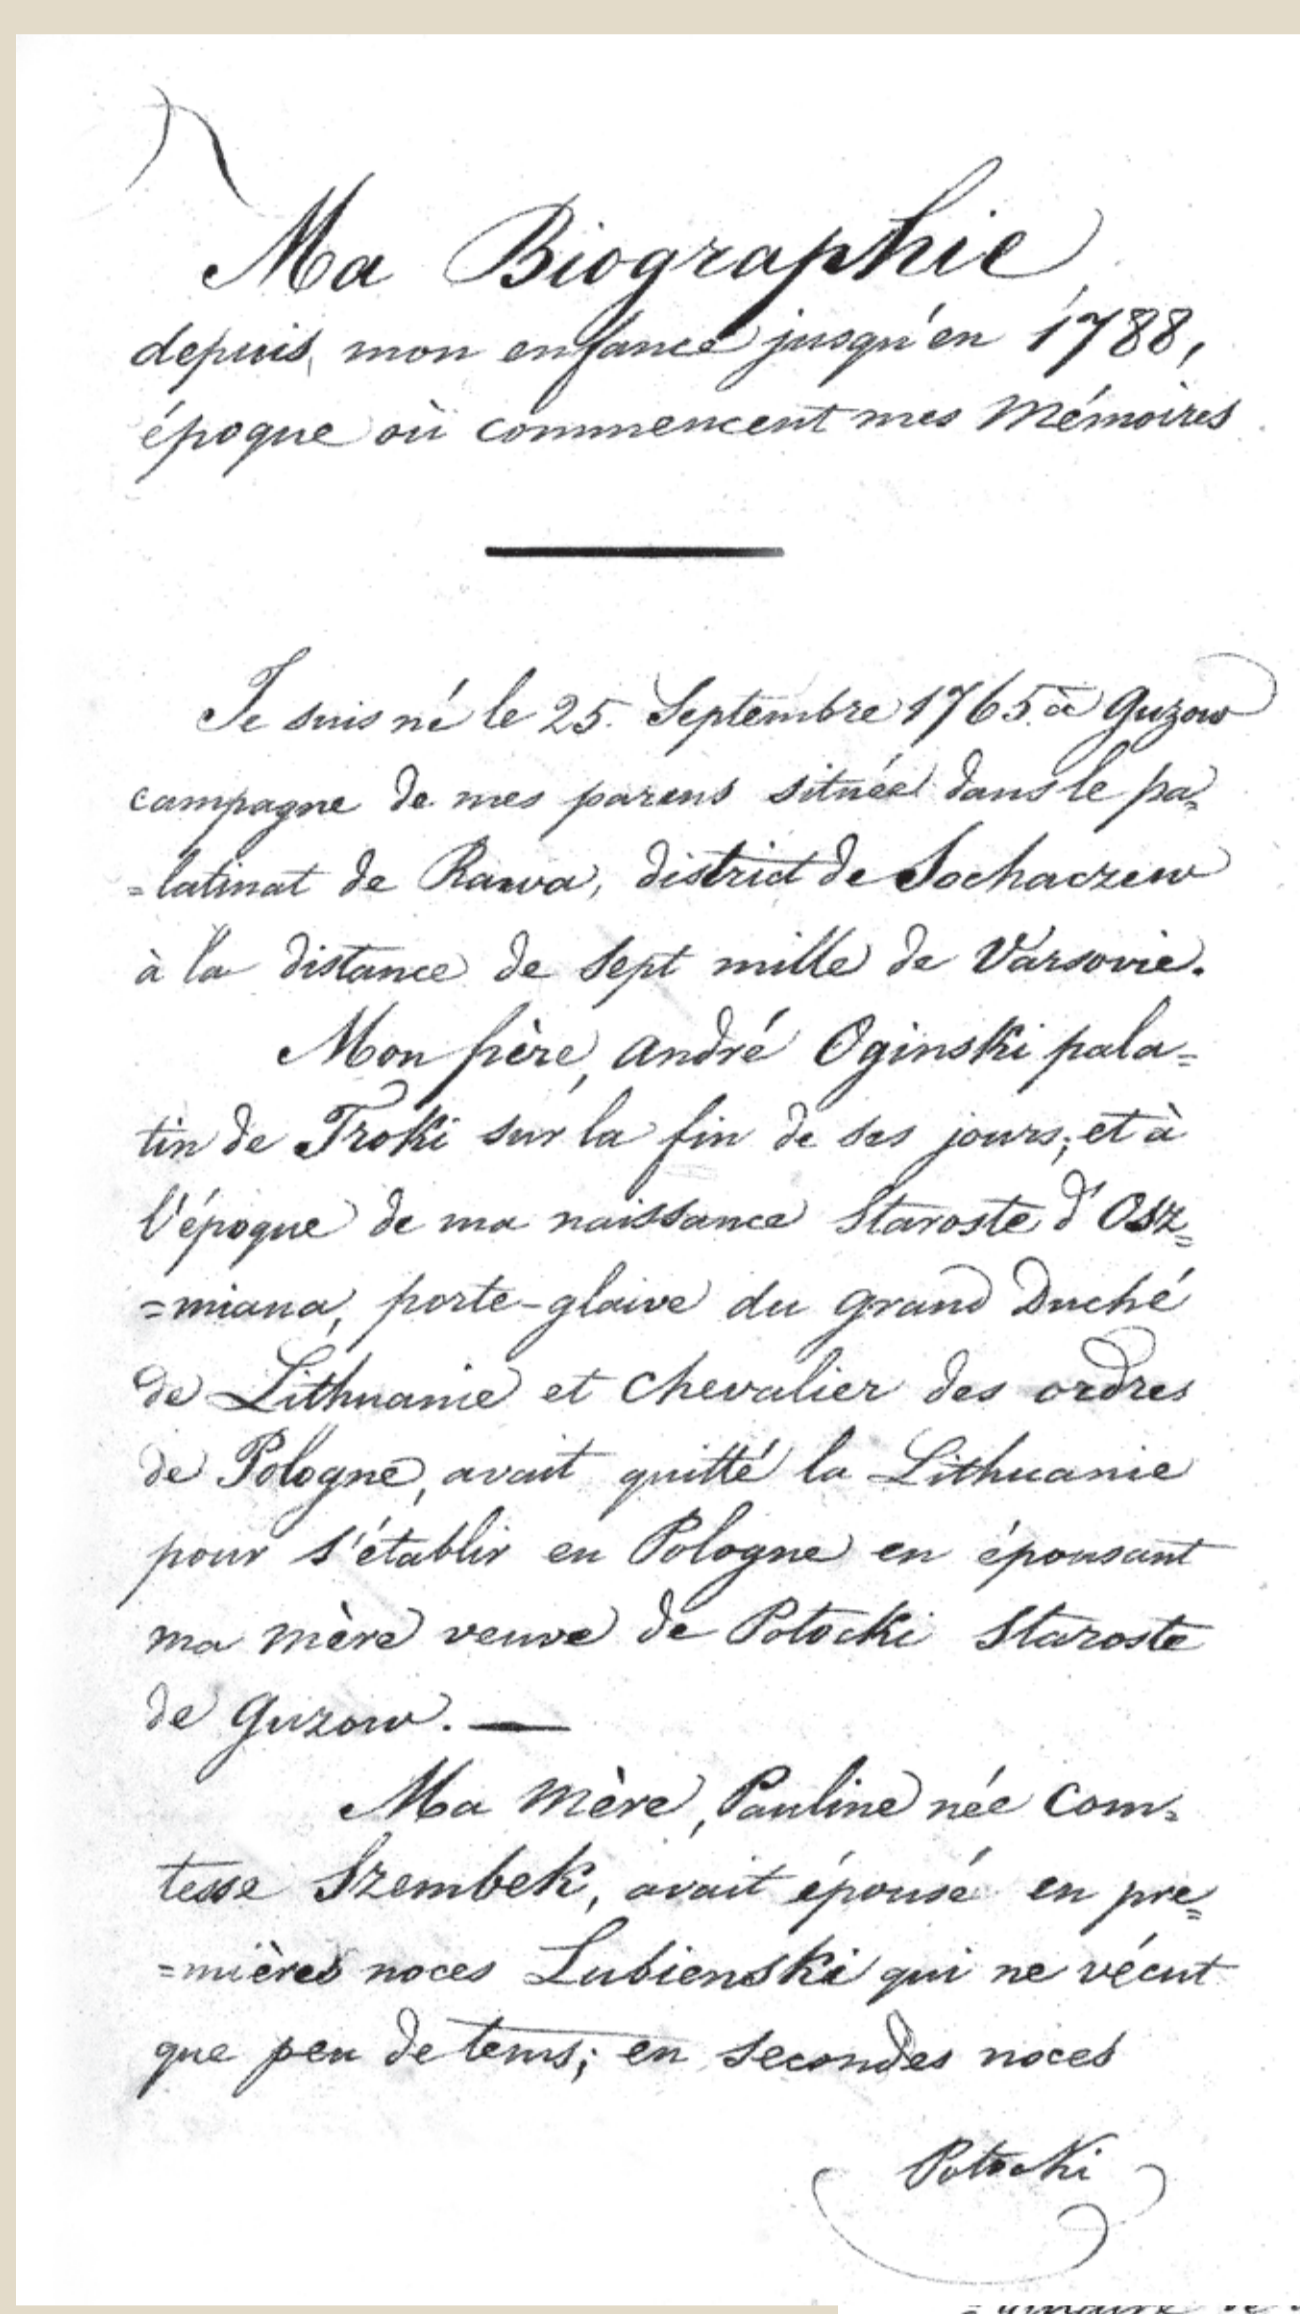 Ma Biographie
depuis mon enfance jusqu'en 1788,
époque où commencent mes Mémoires.
Je suis né le 25. Septembre 1765. à Guzow
campagne de mes parens située dans le pa=
=latinat de Rawa, district de Sochaczew
à la distance de sept mille de Varsovie.
Mon père, André Oginski pala=
tin de Troki sur la fin de ses jours; et à
l'époque de ma naissance Staroste d'Osz=
=miana, porte-glaive du grand Duché
de Lithuanie et Chevalier des ordres
de Pologne, avait quitté la Lithuanie
pour s'établir en Pologne en épousant
ma mère veuve de Potocki Staroste
de Guzow. —
Ma Mère, Pauline née Com=
tesse Szembek, avait épousé en pre=
=mières noces Lubienski qui ne vécut
que peu de tems; en secondes noces
Potocki